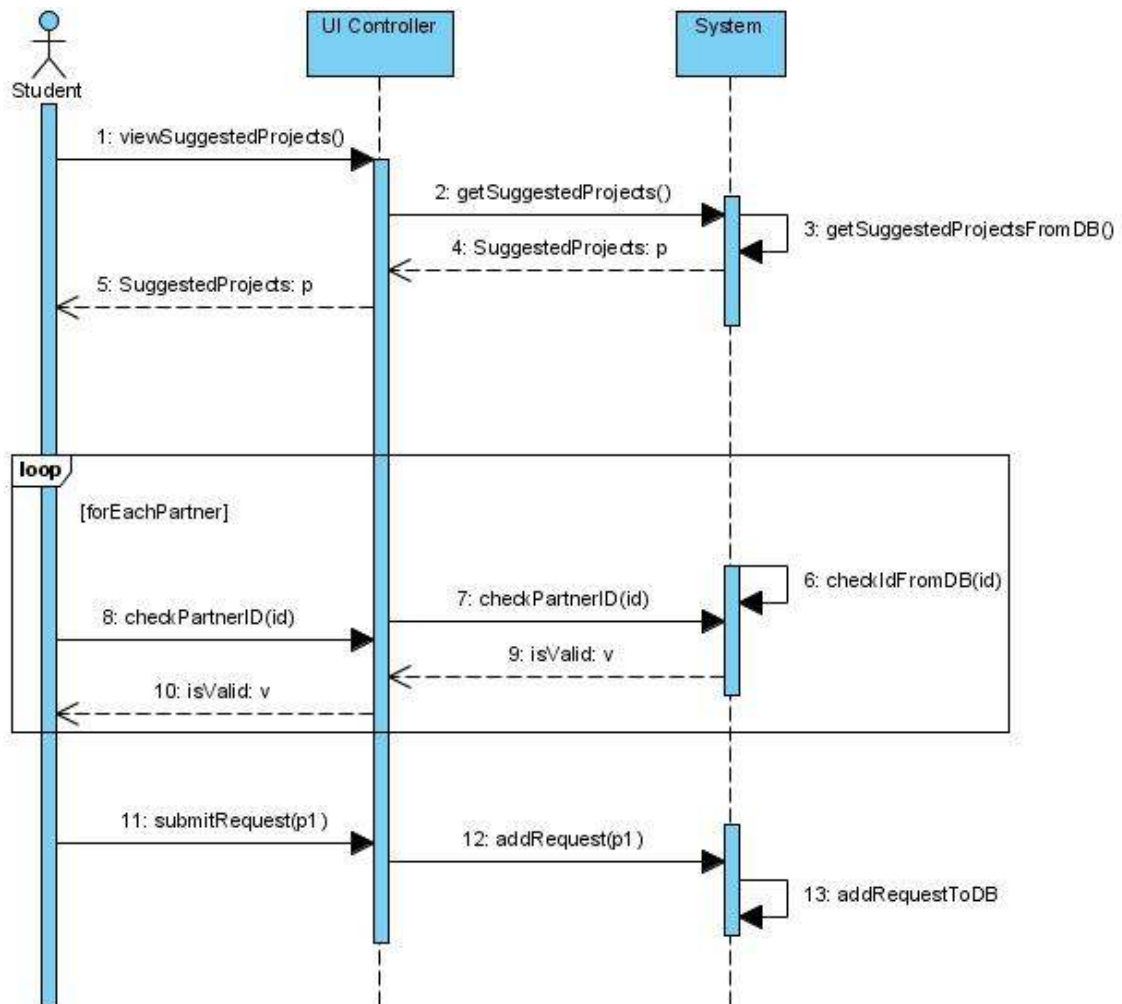 UI Controller
System
Student
1: viewSuggestedProjects()
2: getSuggestedProjects()
3: getSuggestedProjectsFromDB()
4: SuggestedProjects: p
5: SuggestedProjects: p
loop
[forEachPartner]
6: checkIdFromDB(id)
7: checkPartnerID(id)
8: checkPartnerID(id)
9: isValid: v
10: isValid: v
11: submitRequest(p1)
12: addRequest(p1)
13: addRequestToDB